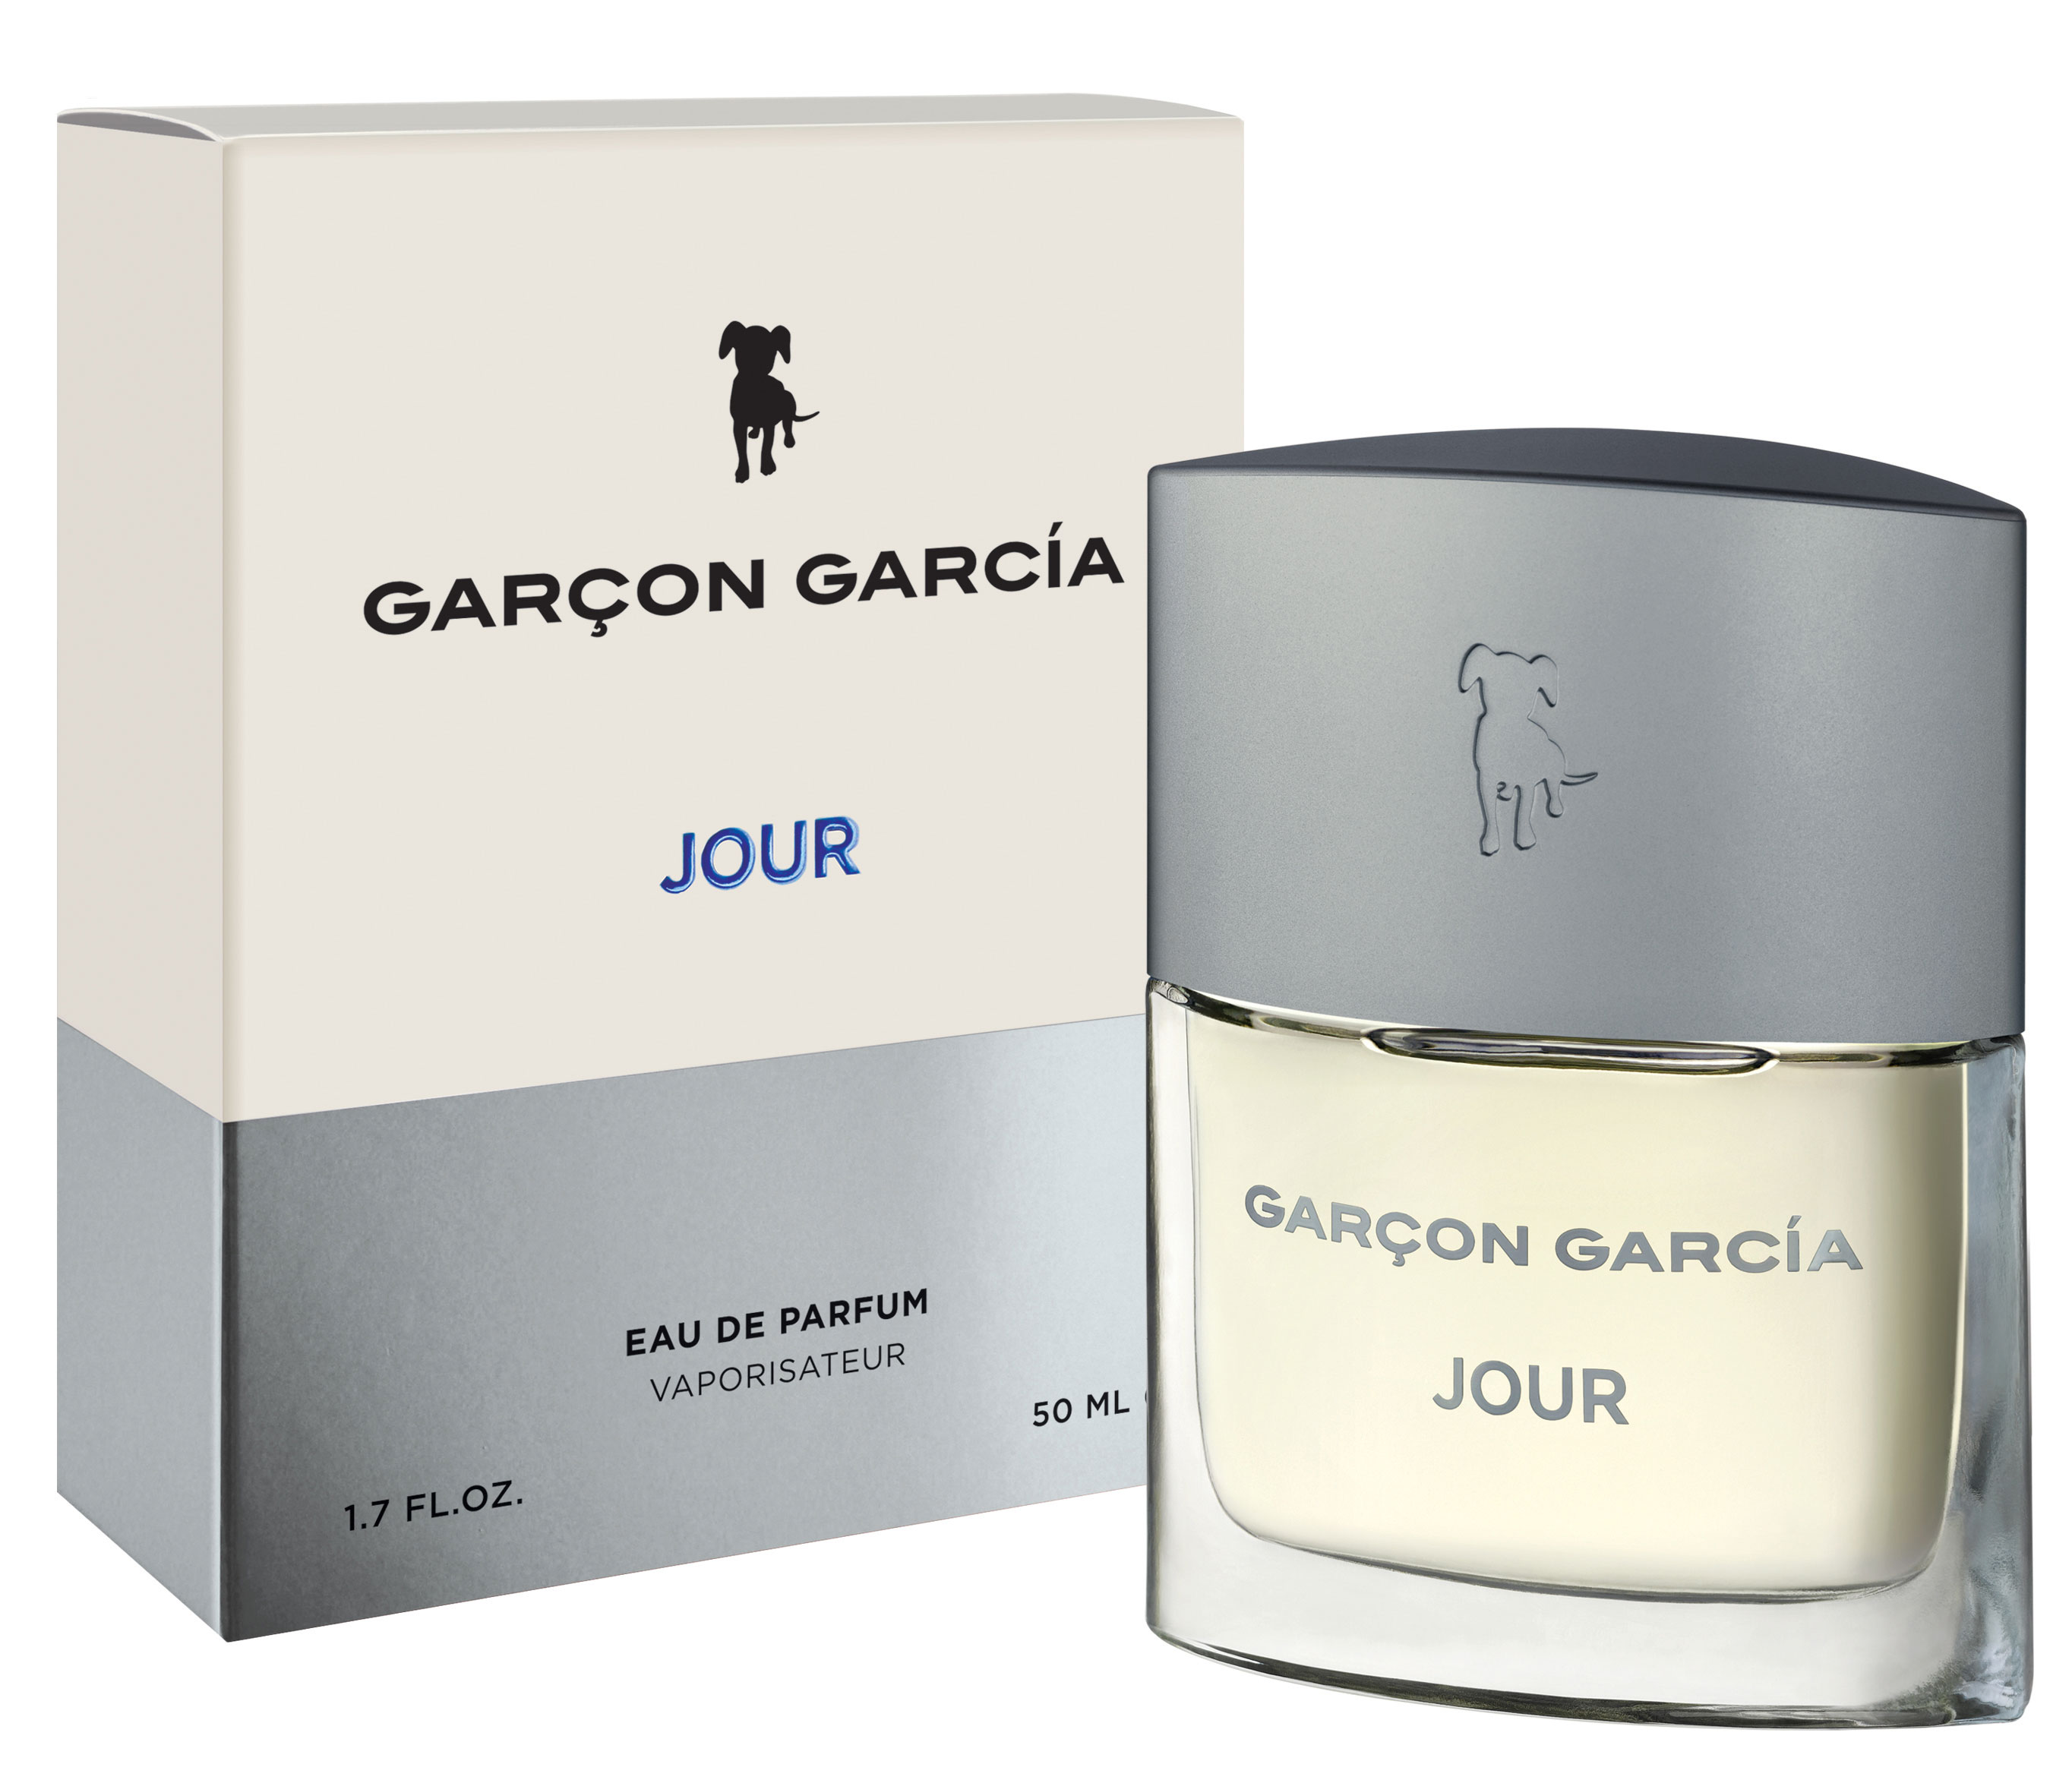 GARÇON GARCÍA
JOUR
EAU DE PARFUM
VAPORISATEUR
50 ML
1.7 FL.OZ.
GARÇON GARCÍA
JOUR